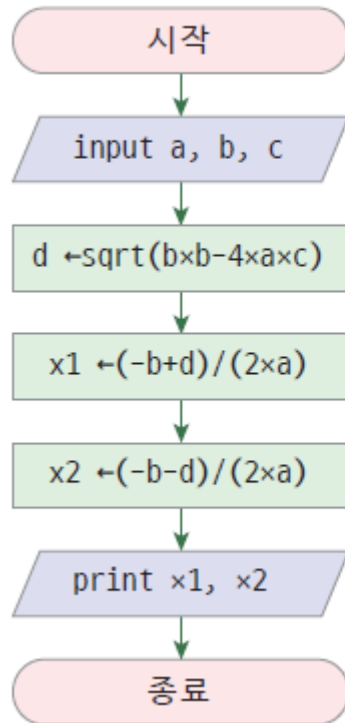 시작
input a, b, c
d ←sqrt(b×b-4×a×c)
x1 ←(-b+d)/(2×a)
x2 ←(-b-d)/(2×a)
print ×1, ×2
종료